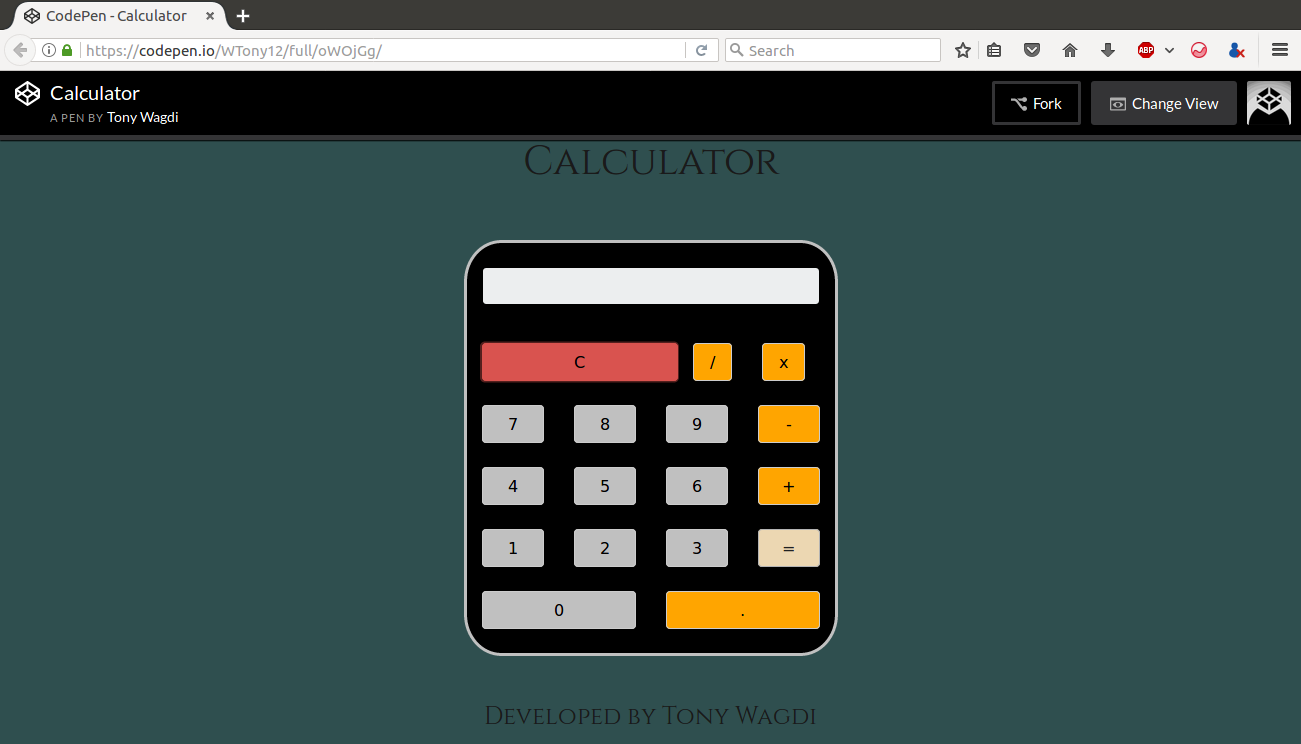 CodePen - Calculator × +
https://codepen.io/WTony12/full/oWOjGg/
Search
ABP
Calculator
A PEN BY Tony Wagdi
Fork
Change View
Calculator
C / x
7 8 9 -
4 5 6 +
1 2 3 =
0 .
Developed by Tony Wagdi